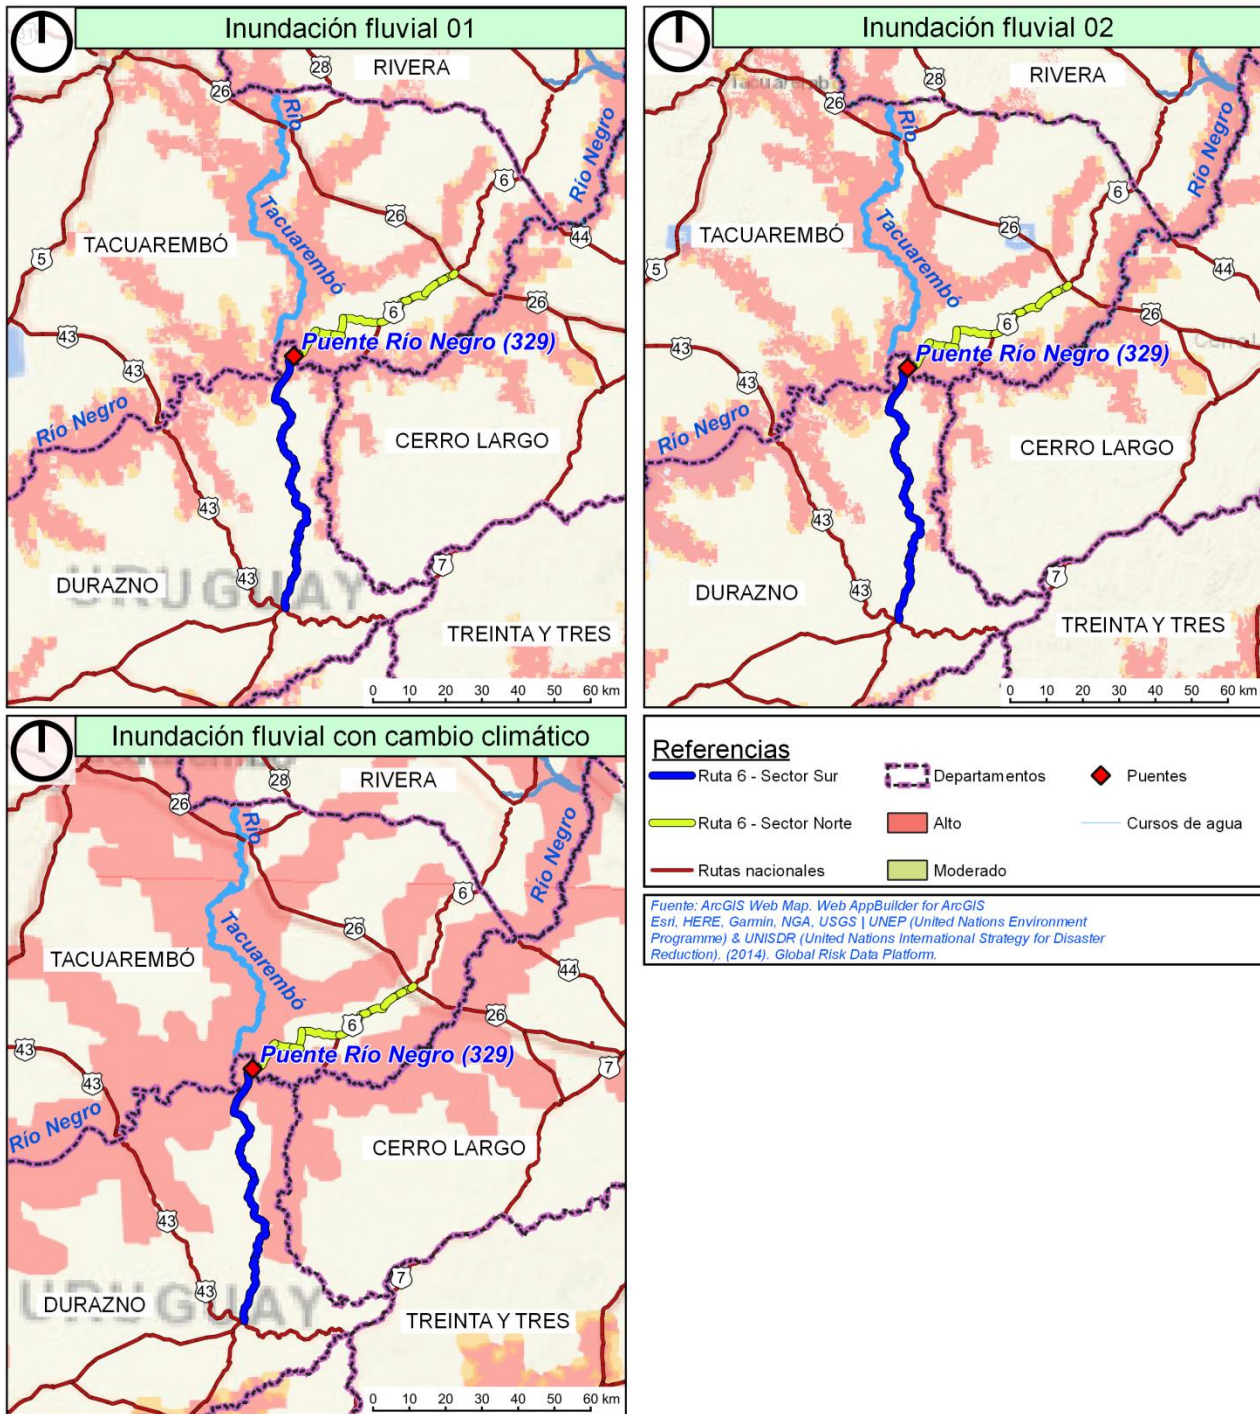 Inundación fluvial 01
28
RIVERA
26
Río
Río Negro
6
26
TACUAREMBÓ
Tacuarembó
44
5
6
26
43
Puente Río Negro (329)
43
Río Negro
CERRO LARGO
43
7
DURAZNO
43
URUGUAY
TREINTA Y TRES
0 10 20 30 40 50 60 km
Inundación fluvial 02
Tacuarembó
28
RIVERA
26
Río
Río Negro
6
26
TACUAREMBÓ
Tacuarembó
5
44
6
26
43
Puente Río Negro (329)
43
Río Negro
CERRO LARGO
43
7
DURAZNO
43
TREINTA Y TRES
0 10 20 30 40 50 60 km
Inundación fluvial con cambio climático
28
RIVERA
26
Río
Río Negro
6
26
TACUAREMBÓ
Tacuarembó
44
6
26
43
Puente Río Negro (329)
7
43
Río Negro
CERRO LARGO
43
7
DURAZNO
43
URUGUAY
TREINTA Y TRES
0 10 20 30 40 50 60 km
Referencias
Ruta 6 - Sector Sur
Departamentos
Puentes
Ruta 6 - Sector Norte
Alto
Cursos de agua
Rutas nacionales
Moderado
Fuente: ArcGIS Web Map. Web AppBuilder for ArcGIS
Esri, HERE, Garmin, NGA, USGS | UNEP (United Nations Environment
Programme) & UNISDR (United Nations International Strategy for Disaster
Reduction). (2014). Global Risk Data Platform.